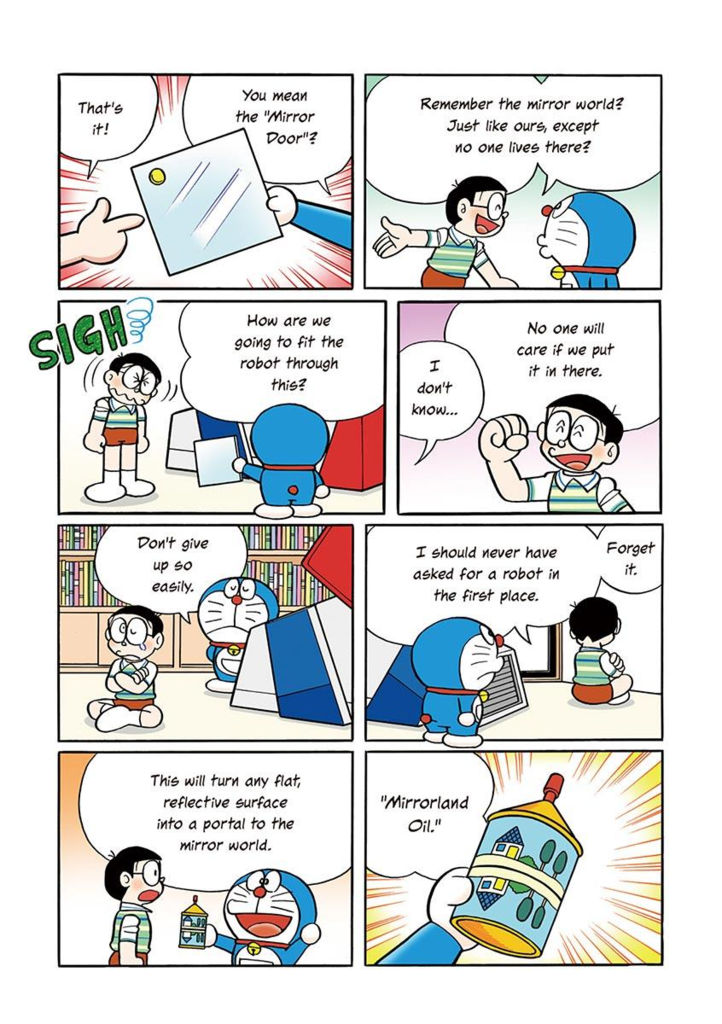 Remember the mirror world?
Just like ours, except
no one lives there?
You mean
the "Mirror
Door"?
That's
it!
No one will
care if we put
it in there.
I
don't
know...
How are we
going to fit the
robot through
this?
SIGH
Forget
it.
I should never have
asked for a robot in
the first place.
Don't give
up so
easily.
"Mirrorland
Oil."
This will turn any flat,
reflective surface
into a portal to the
mirror world.